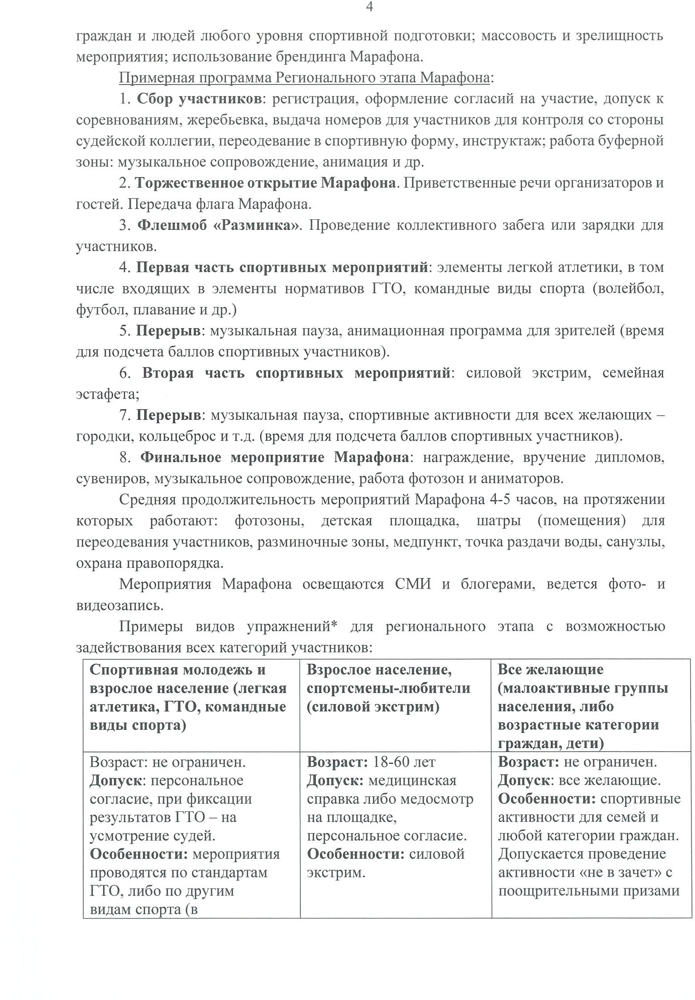 4
граждан и людей любого уровня спортивной подготовки; массовость и зрелищность
мероприятия; использование брендинга Марафона.
Примерная программа Регионального этапа Марафона:
1. Сбор участников: регистрация, оформление согласий на участие, допуск к
соревнованиям, жеребьевка, выдача номеров для участников для контроля со стороны
судейской коллегии, переодевание в спортивную форму, инструктаж; работа буферной
зоны: музыкальное сопровождение, анимация и др.
2. Торжественное открытие Марафона. Приветственные речи организаторов и
гостей. Передача флага Марафона.
3. Флешмоб «Разминка». Проведение коллективного забега или зарядки для
участников.
4. Первая часть спортивных мероприятий: элементы легкой атлетики, в том
числе входящих в элементы нормативов ГТО, командные виды спорта (волейбол,
футбол, плавание и др.)
5. Перерыв: музыкальная пауза, анимационная программа для зрителей (время
для подсчета баллов спортивных участников).
6. Вторая часть спортивных мероприятий: силовой экстрим, семейная
эстафета;
7. Перерыв: музыкальная пауза, спортивные активности для всех желающих –
городки, кольцеброс и т.д. (время для подсчета баллов спортивных участников).
8. Финальное мероприятие Марафона: награждение, вручение дипломов,
сувениров, музыкальное сопровождение, работа фотозон и аниматоров.
Средняя продолжительность мероприятий Марафона 4-5 часов, на протяжении
которых работают: фотозоны, детская площадка, шатры (помещения) для
переодевания участников, разминочные зоны, медпункт, точка раздачи воды, санузлы,
охрана правопорядка.
Мероприятия Марафона освещаются СМИ и блогерами, ведется фото- и
видеозапись.
Примеры видов упражнений* для регионального этапа с возможностью
задействования всех категорий участников:
Спортивная молодежь и
взрослое население (легкая
атлетика, ГТО, командные
виды спорта)
Взрослое население,
спортсмены-любители
(силовой экстрим)
Все желающие
(малоактивные группы
населения, либо
возрастные категории
граждан, дети)
Возраст: не ограничен.
Допуск: персональное
согласие, при фиксации
результатов ГТО – на
усмотрение судей.
Особенности: мероприятия
проводятся по стандартам
ГТО, либо по другим
видам спорта (в
Возраст: 18-60 лет
Допуск: медицинская
справка либо медосмотр
на площадке,
персональное согласие.
Особенности: силовой
экстрим.
Возраст: не ограничен.
Допуск: все желающие.
Особенности: спортивные
активности для семей и
любой категории граждан.
Допускается проведение
активности «не в зачет» с
поощрительными призами